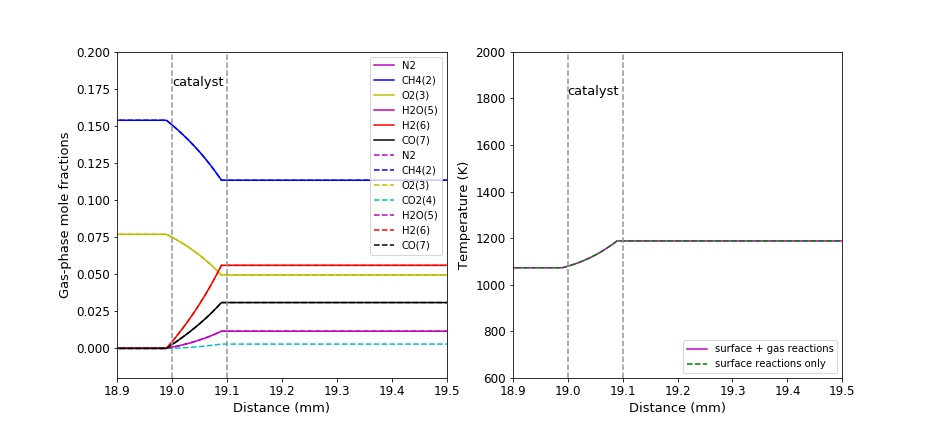 0.200
0.175
0.150
0.125
0.100
0.075
0.050
0.025
0.000
Gas-phase mole fractions
catalyst
N2
CH4(2)
O2(3)
H2O(5)
H2(6)
CO(7)
N2
CH4(2)
O2(3)
CO2(4)
H2O(5)
H2(6)
CO(7)
18.9 19.0 19.1 19.2 19.3 19.4 19.5
Distance (mm)
2000
1800
1600
1400
1200
1000
800
600
Temperature (K)
catalyst
surface + gas reactions
surface reactions only
18.9 19.0 19.1 19.2 19.3 19.4 19.5
Distance (mm)